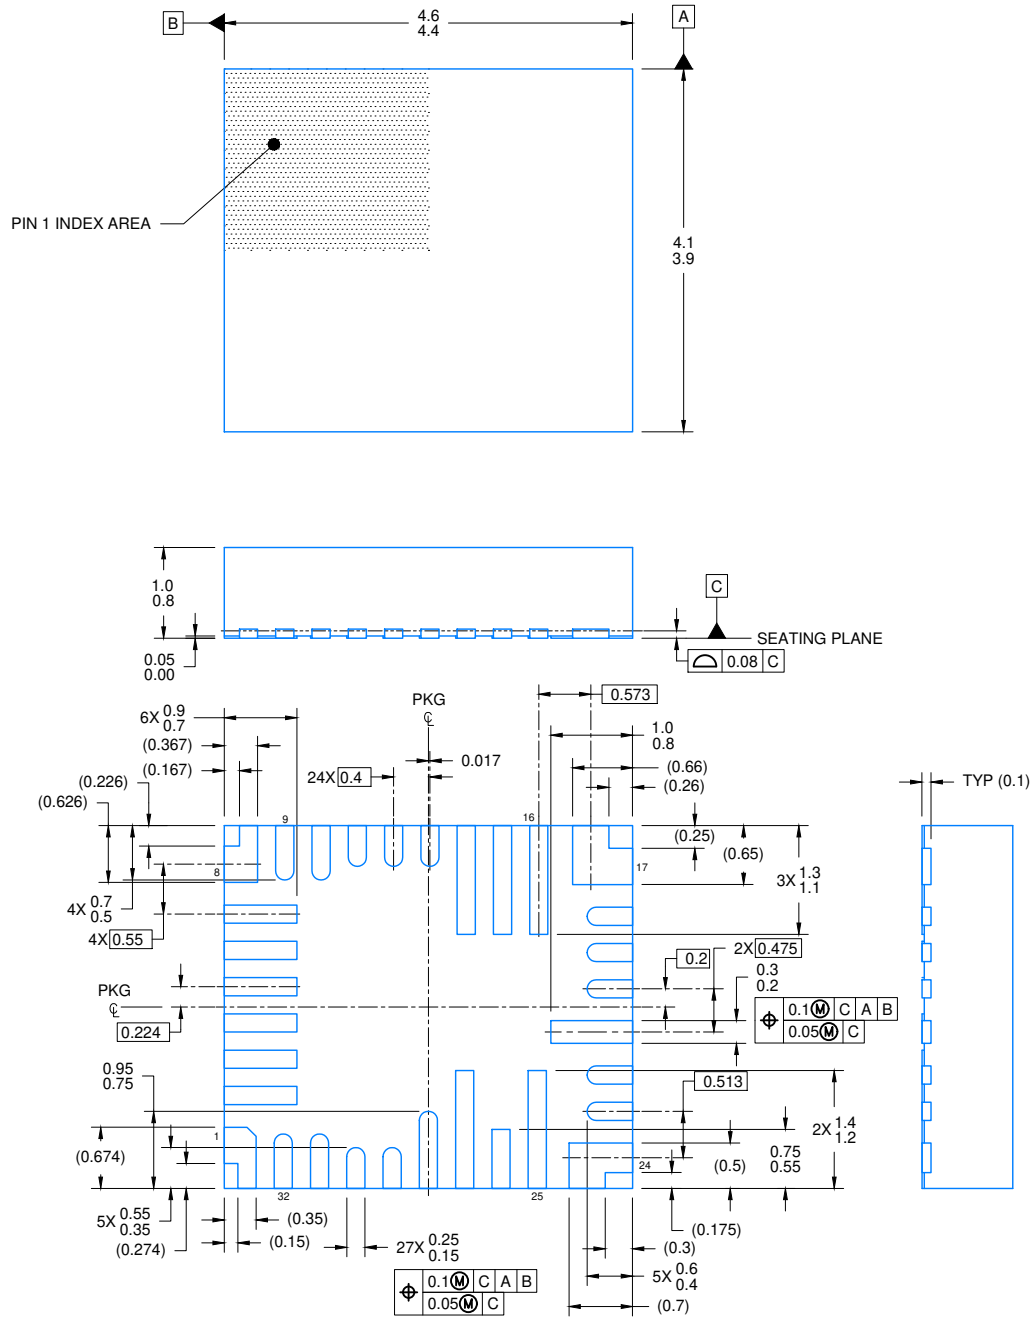 B
4.6
4.4
A
PIN 1 INDEX AREA
4.1
3.9
1.0
0.8
C
SEATING PLANE
0.05
0.00
0.08 C
PKG
℄
0.573
6X 0.9
0.7
1.0
0.8
(0.367)
0.017
(0.66)
(0.167)
24X 0.4
(0.26)
TYP (0.1)
(0.226)
(0.626)
9
16
(0.25)
(0.65)
8
17
3X 1.3
1.1
4X 0.7
0.5
4X 0.55
2X 0.475
0.2
0.3
0.2
PKG
℄
0.1 Ⓜ C A B
0.05 Ⓜ C
0.224
0.95
0.75
0.513
1
2X 1.4
1.2
(0.674)
0.75
0.55
(0.5)
24
32
25
5X 0.55
0.35
(0.35)
(0.175)
(0.274)
(0.15)
27X 0.25
0.15
(0.3)
5X 0.6
0.4
0.1 Ⓜ C A B
0.05 Ⓜ C
(0.7)